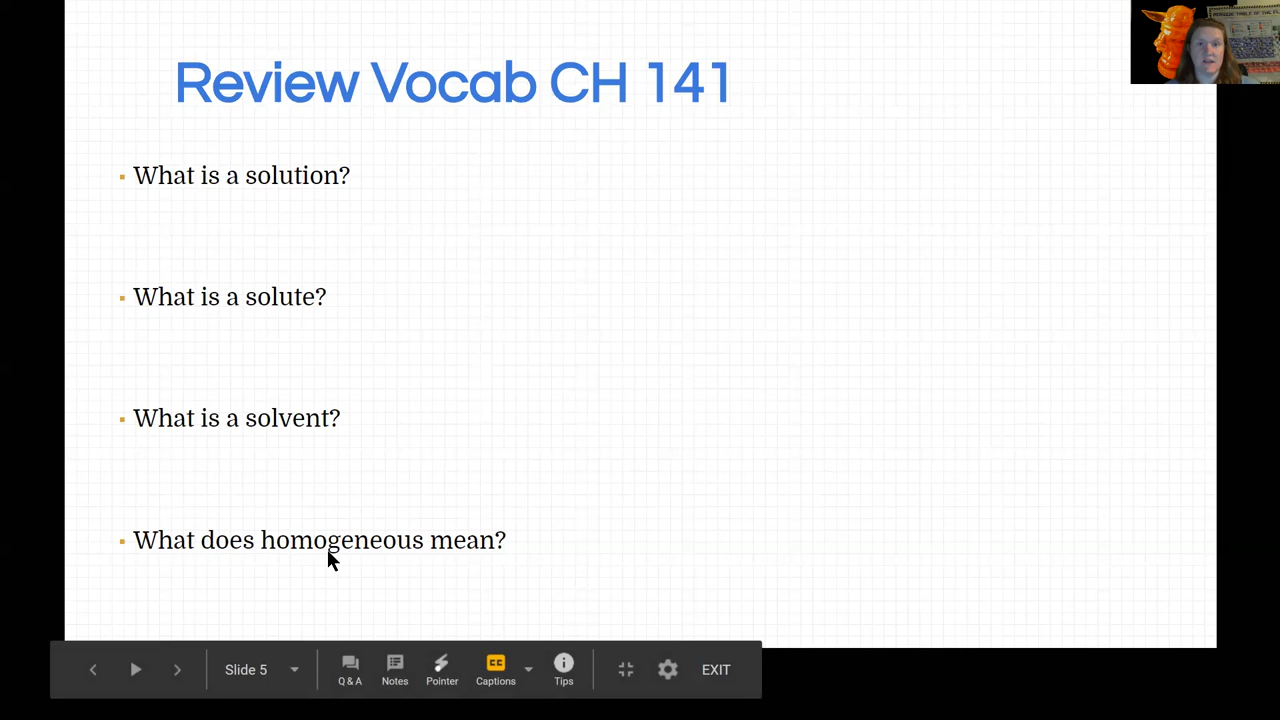 Review Vocab CH 141
What is a solution?
What is a solute?
What is a solvent?
What does homogeneous mean?
Slide 5
Q & A
Notes
Pointer
CC
Captions
Tips
EXIT